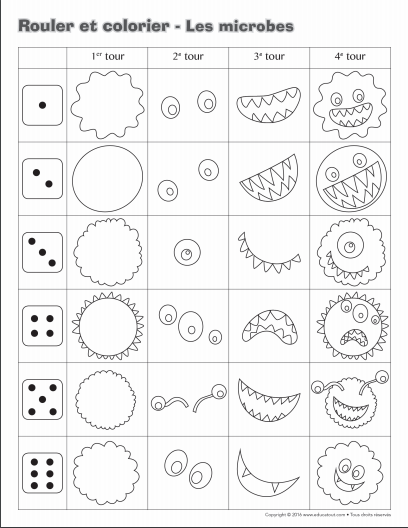 Rouler et colorier - Les microbes
1er tour 2e tour 3e tour 4e tour
Copyright © 2016 www.educatout.com • Tous droits réservés